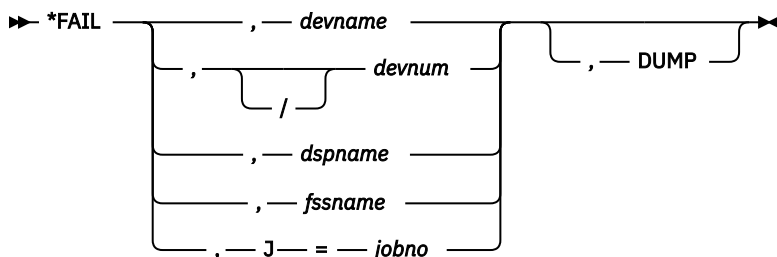 *FAIL , devname
, / devnum , DUMP
, dspname
, fssname
, J = jobno